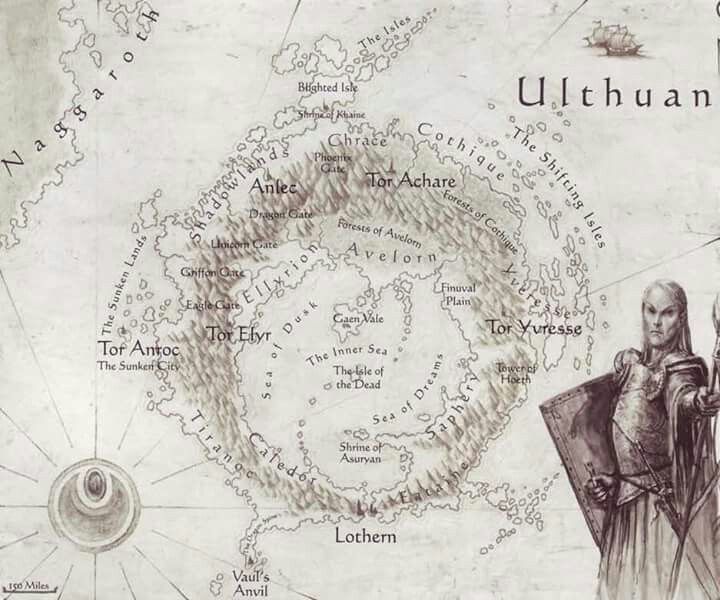 Naggaroth
The Isles
Ulthuan
Blighted Isle
Shrine of Khaine
Chrace
Cothique
The Shifting Isles
Shadowlands
Phoenix
Gate
Anlec
Tor Achare
Dragon Gate
Forests of Cothique
Forests of Avelorn
Unicorn Gate
Avelorn
The Sunken Lands
Griffon Gate
Ellyrion
Yvresse
Eagle Gate
Finuval
Plain
Gaen Vale
Tor Elyr
Sea of Dusk
Tor Yvresse
Tor Anroc
The Sunken City
The Inner Sea
The Isle of
the Dead
Tower of
Hoeth
Sea of Dreams
Saphery
Tiranoc
Caledor
Shrine of
Asuryan
Eataine
Lothern
Vaul's
Anvil
150 Miles